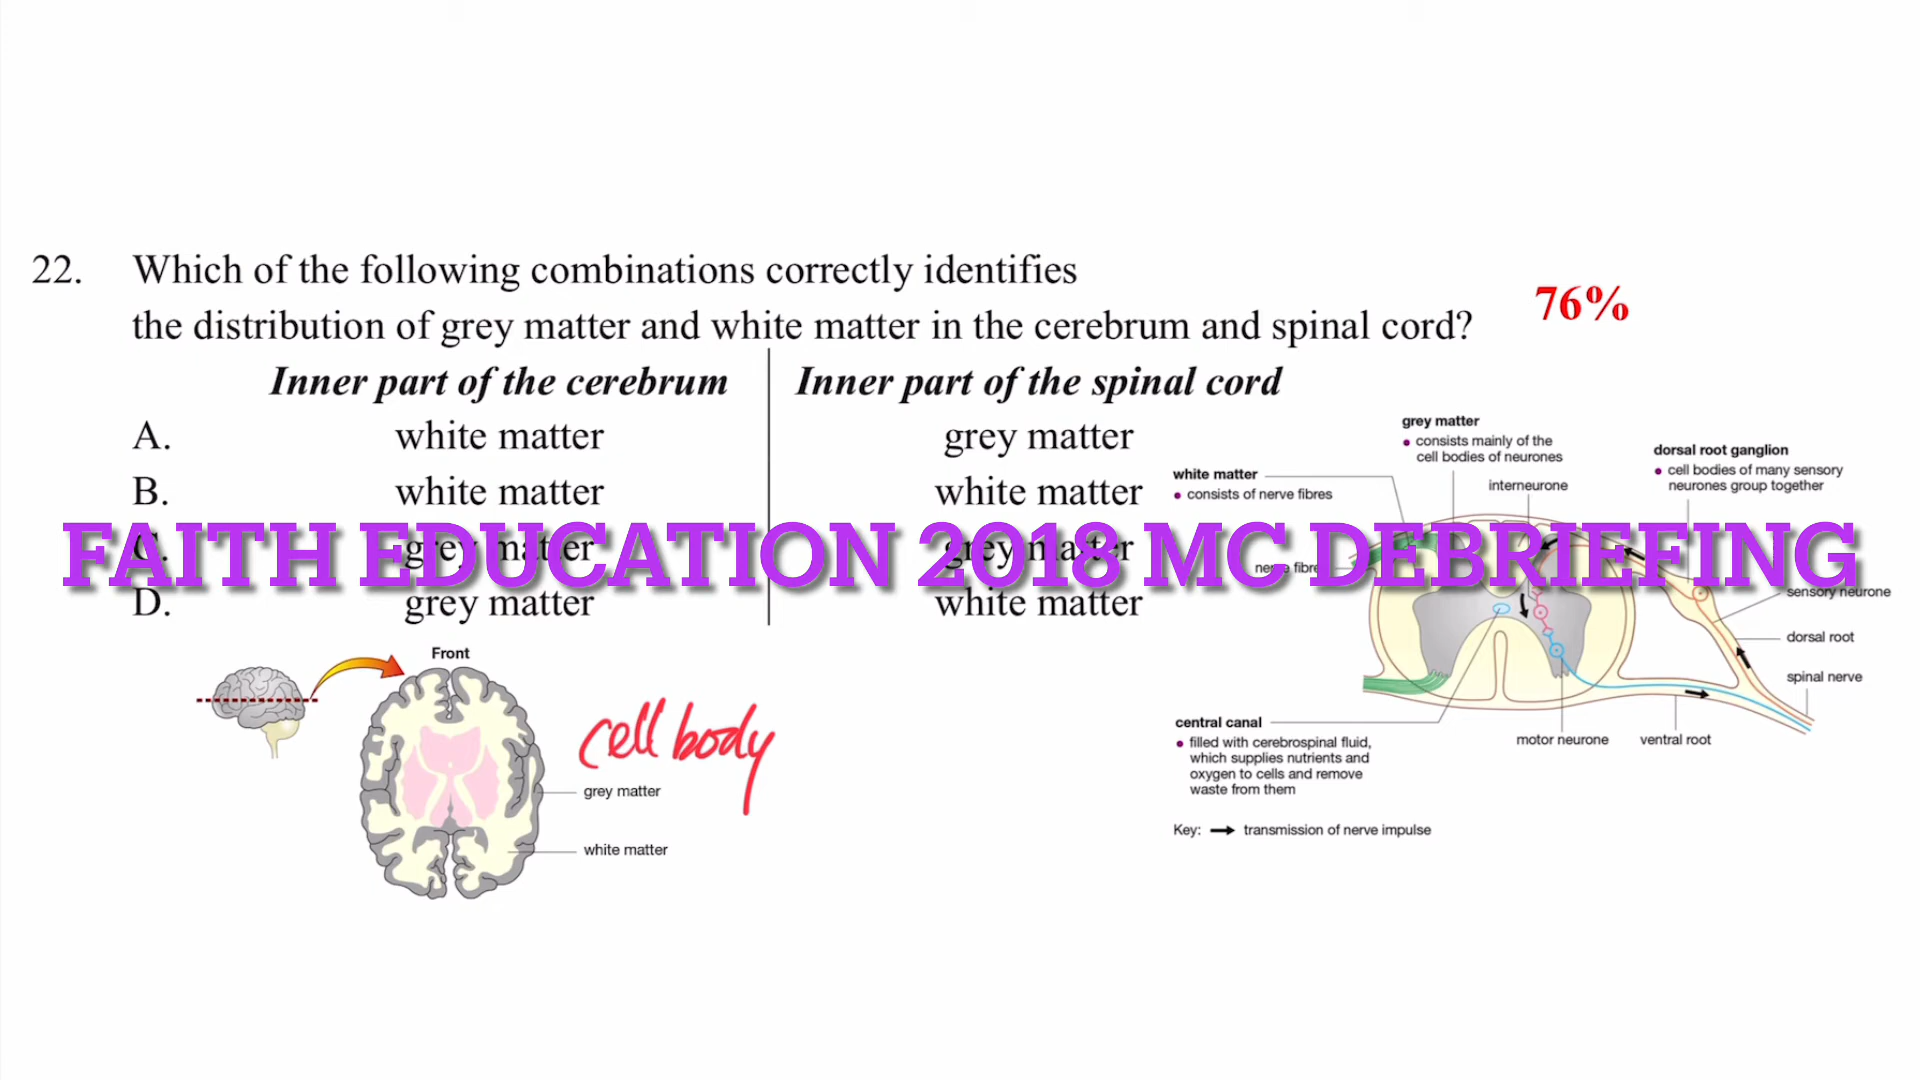 22. Which of the following combinations correctly identifies
the distribution of grey matter and white matter in the cerebrum and spinal cord?
76%
Inner part of the cerebrum Inner part of the spinal cord
A. white matter grey matter
B. white matter white matter
C. grey matter grey matter
D. grey matter white matter
FAITH EDUCATION 2018 MC DEBRIEFING
Front
cell body
grey matter
white matter
grey matter
• consists mainly of the
cell bodies of neurones
dorsal root ganglion
• cell bodies of many sensory
neurones group together
white matter
• consists of nerve fibres
interneurone
nerve fibre
sensory neurone
dorsal root
spinal nerve
central canal
• filled with cerebrospinal fluid,
which supplies nutrients and
oxygen to cells and remove
waste from them
motor neurone
ventral root
Key: transmission of nerve impulse